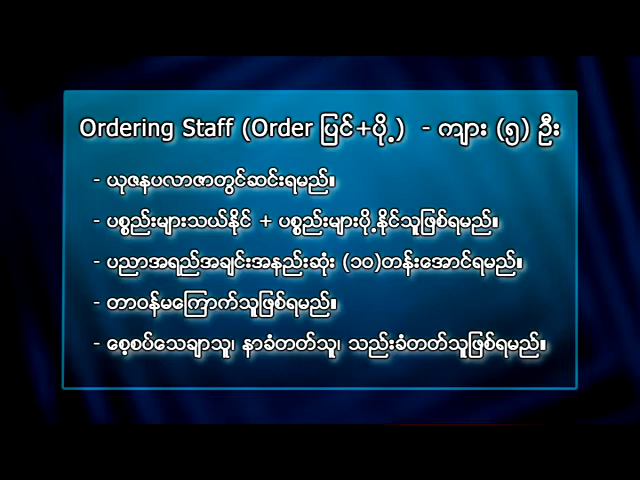 Ordering Staff (Order ပြင်+ပို့) - ကျား (၅) ဦး
- ယုဇနပလာဇာတွင်ဆင်းရမည်။
- ပစ္စည်းများသယ်နိုင် + ပစ္စည်းများပို့နိုင်သူဖြစ်ရမည်။
- ပညာအရည်အချင်းအနည်းဆုံး (၁၀)တန်းအောင်ရမည်။
- တာဝန်မကြောက်သူဖြစ်ရမည်။
- စေ့စပ်သေချာသူ၊ နာခံတတ်သူ၊ သည်းခံတတ်သူဖြစ်ရမည်။